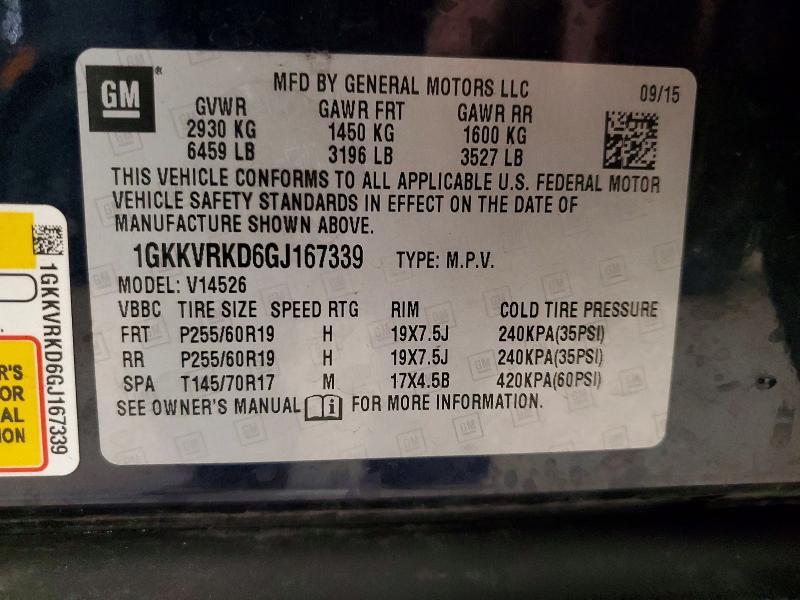 GM
®
MFD BY GENERAL MOTORS LLC
09/15
GVWR GAWR FRT GAWR RR
2930 KG 1450 KG 1600 KG
6459 LB 3196 LB 3527 LB
THIS VEHICLE CONFORMS TO ALL APPLICABLE U.S. FEDERAL MOTOR
VEHICLE SAFETY STANDARDS IN EFFECT ON THE DATE OF
MANUFACTURE SHOWN ABOVE.
1GKKVRKD6GJ167339 TYPE: M.P.V.
MODEL: V14526
VBBC TIRE SIZE SPEED RTG RIM COLD TIRE PRESSURE
FRT P255/60R19 H 19X7.5J 240KPA(35PSI)
RR P255/60R19 H 19X7.5J 240KPA(35PSI)
SPA T145/70R17 M 17X4.5B 420KPA(60PSI)
SEE OWNER'S MANUAL i FOR MORE INFORMATION.
1GKKVRKD6GJ167339
R'S
OR
AL
ION